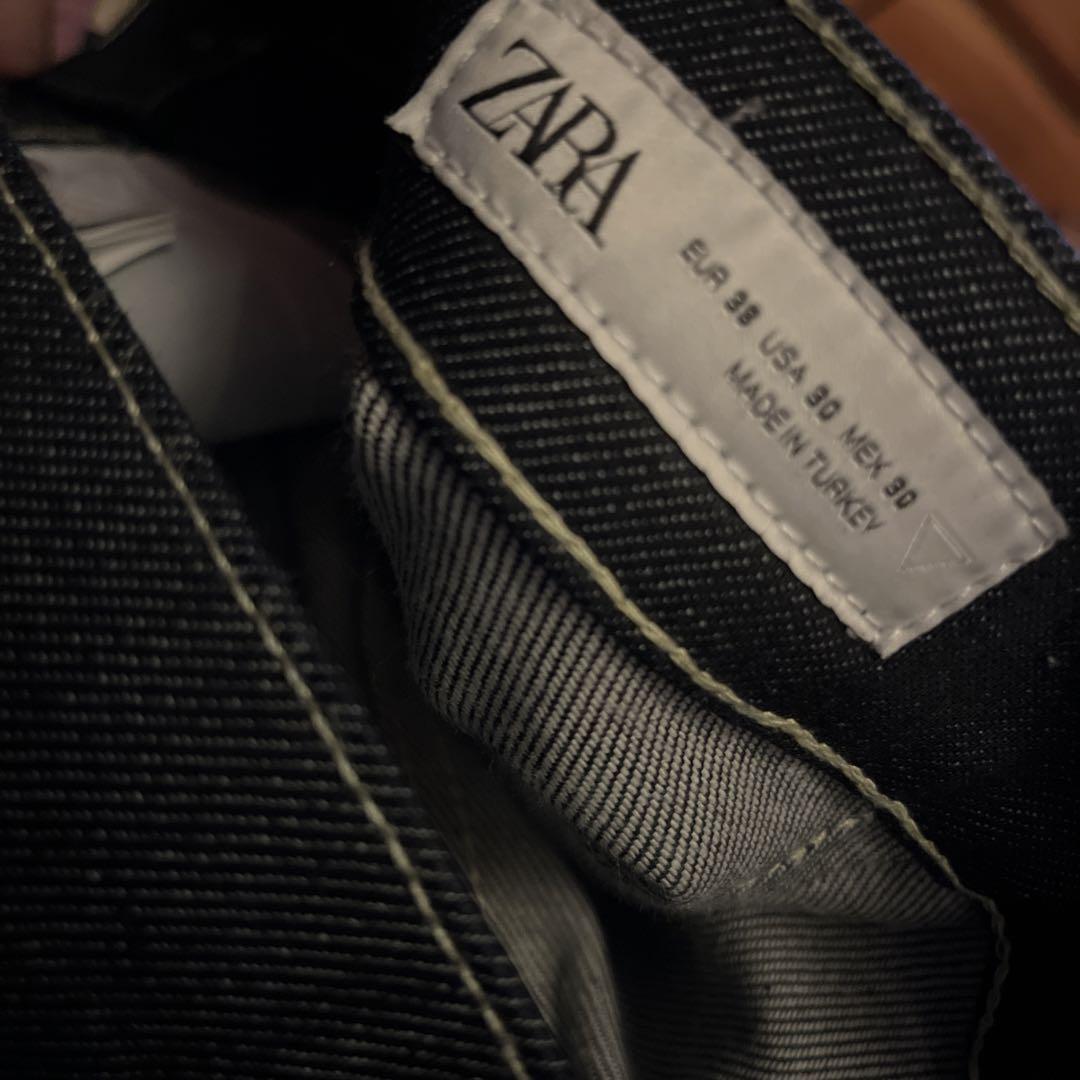 ZARA
EUR 38 USA 30 MEX 30
MADE IN TURKEY